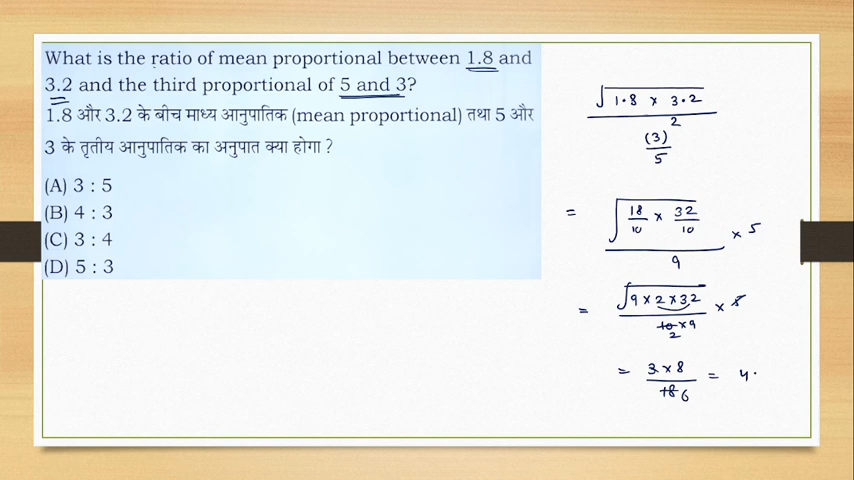 What is the ratio of mean proportional between 1.8 and
3.2 and the third proportional of 5 and 3?
1.8 और 3.2 के बीच माध्य आनुपातिक (mean proportional) तथा 5 और
3 के तृतीय आनुपातिक का अनुपात क्या होगा ?
(A) 3 : 5
(B) 4 : 3
(C) 3 : 4
(D) 5 : 3
√1.8 x 3.2
(3)²
5
= √18/10 x 32/10 x 5
9
= √9 x 2 x 32 x 5
10 x 9
2
= 3 x 8 = 4.
18 6